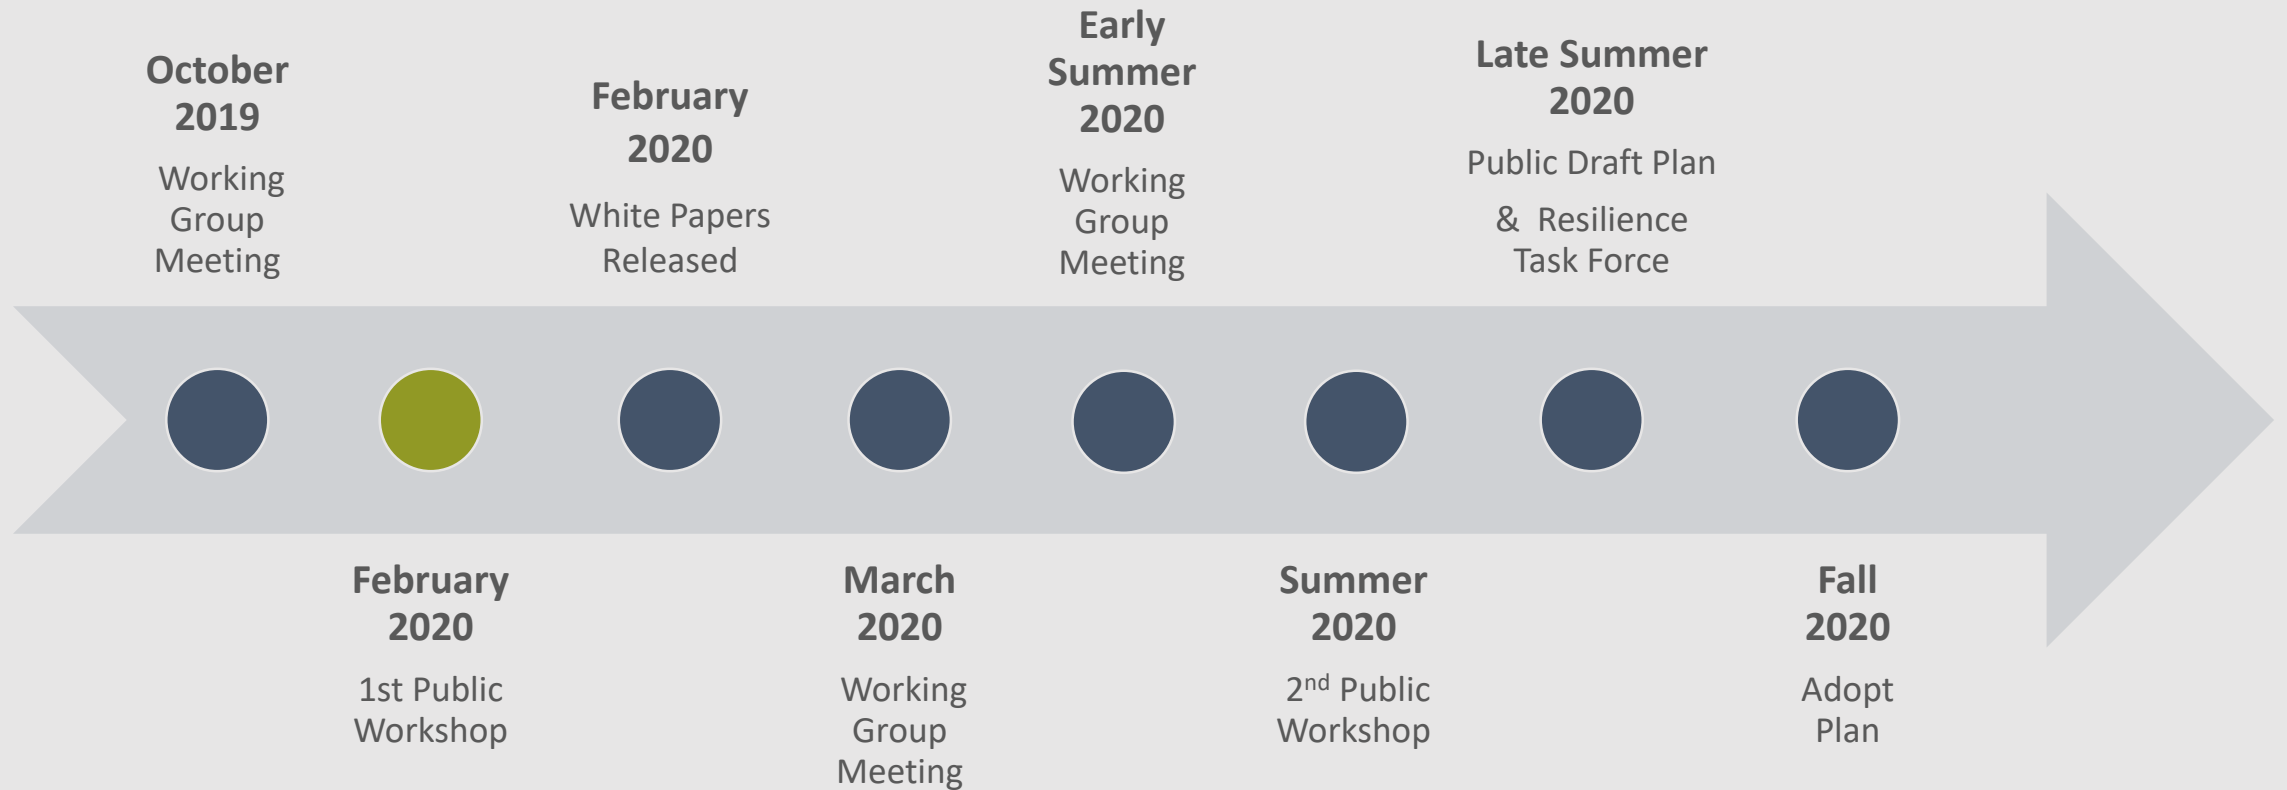 October
2019
Working
Group
Meeting
February
2020
White Papers
Released
Early
Summer
2020
Working
Group
Meeting
Late Summer
2020
Public Draft Plan
& Resilience
Task Force
February
2020
1st Public
Workshop
March
2020
Working
Group
Meeting
Summer
2020
2nd Public
Workshop
Fall
2020
Adopt
Plan